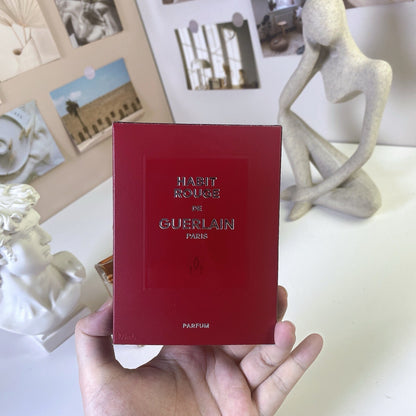 HABIT
ROUGE
DE
GUERLAIN
PARIS
PARFUM